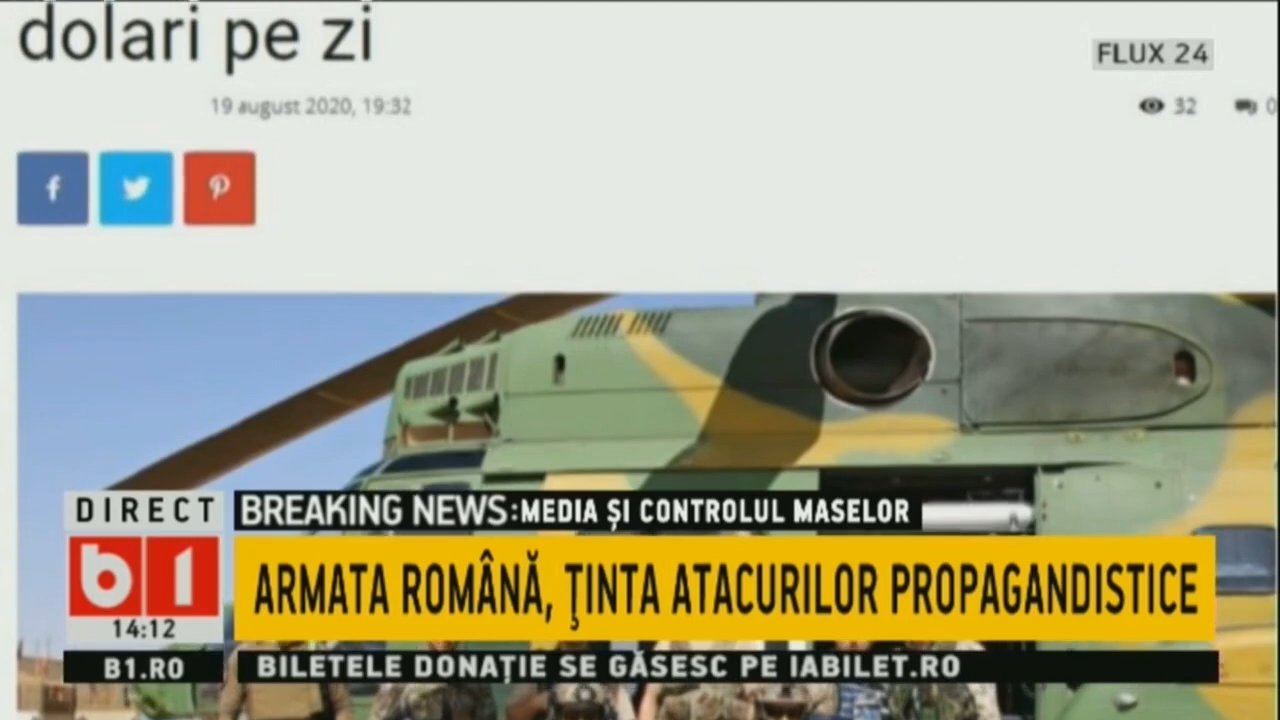 dolari pe zi
FLUX 24
19 august 2020, 19:32
32
0
f
DIRECT
BREAKING NEWS: MEDIA ȘI CONTROLUL MASELOR
b1
ARMATA ROMÂNĂ, ŢINTA ATACURILOR PROPAGANDISTICE
14:12
B1.RO
BILETELE DONAȚIE SE GĂSESC PE IABILET.RO